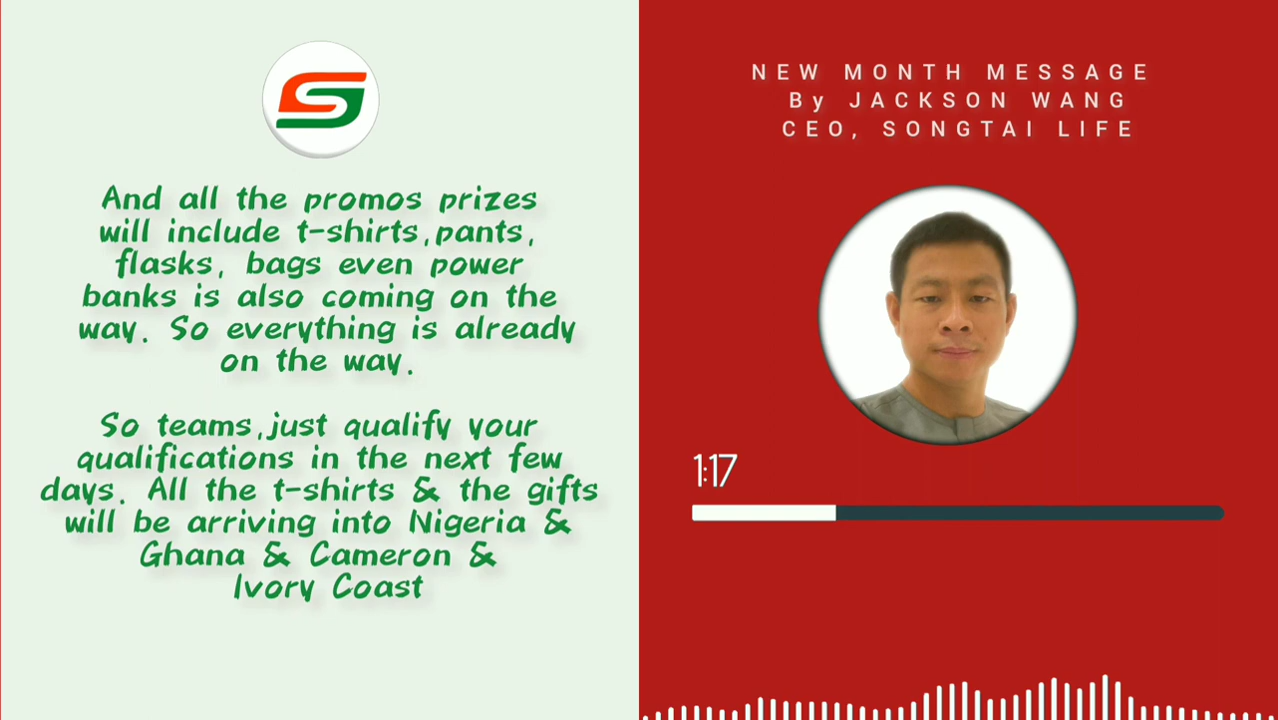 And all the promos prizes
will include t-shirts,pants,
flasks, bags even power
banks is also coming on the
way. So everything is already
on the way.
So teams,just qualify your
qualifications in the next few
days. All the t-shirts & the gifts
will be arriving into Nigeria &
Ghana & Cameron &
Ivory Coast
NEW MONTH MESSAGE
By JACKSON WANG
CEO, SONGTAI LIFE
1:17